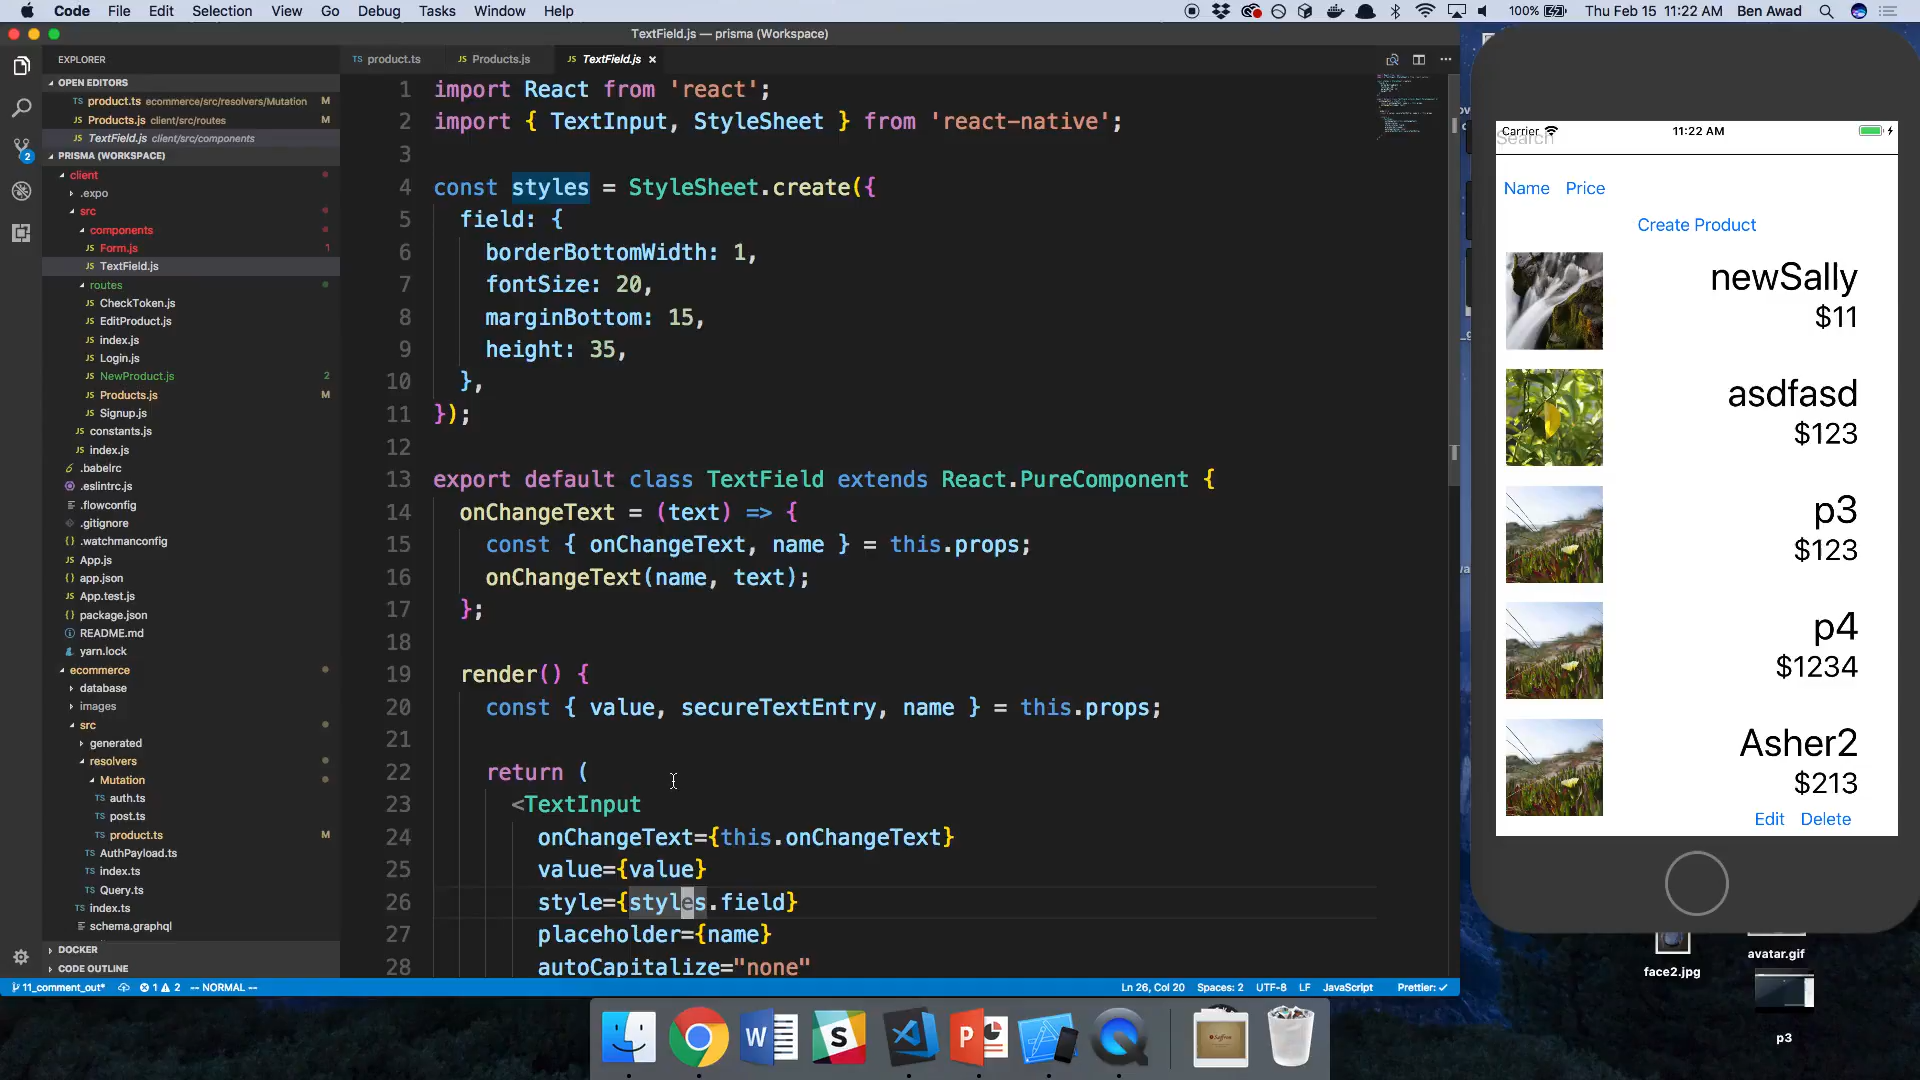 Code File Edit Selection View Go Debug Tasks Window Help
100% Thu Feb 15 11:22 AM Ben Awad
TextField.js — prisma (Workspace)
EXPLORER
OPEN EDITORS
TS product.ts ecommerce/src/resolvers/Mutation M
JS Products.js client/src/routes M
JS TextField.js client/src/components
2
PRISMA (WORKSPACE)
client
.expo
src
components
JS Form.js 1
JS TextField.js
routes
JS CheckToken.js
JS EditProduct.js
JS index.js
JS Login.js
JS NewProduct.js 2
JS Products.js M
JS Signup.js
JS constants.js
JS index.js
.babelrc
.eslintrc.js
.flowconfig
.gitignore
.watchmanconfig
JS App.js
{} app.json
JS App.test.js
{} package.json
README.md
yarn.lock
ecommerce
database
images
src
generated
resolvers
Mutation
TS auth.ts
TS post.ts
TS product.ts M
TS AuthPayload.ts
TS index.ts
TS Query.ts
TS index.ts
schema.graphql
DOCKER
CODE OUTLINE
TS product.ts JS Products.js JS TextField.js
1 import React from 'react';
2 import { TextInput, StyleSheet } from 'react-native';
3
4 const styles = StyleSheet.create({
5 field: {
6 borderBottomWidth: 1,
7 fontSize: 20,
8 marginBottom: 15,
9 height: 35,
10 },
11 });
12
13 export default class TextField extends React.PureComponent {
14 onChangeText = (text) => {
15 const { onChangeText, name } = this.props;
16 onChangeText(name, text);
17 };
18
19 render() {
20 const { value, secureTextEntry, name } = this.props;
21
22 return (
23 <TextInput
24 onChangeText={this.onChangeText}
25 value={value}
26 style={styles.field}
27 placeholder={name}
28 autoCapitalize="none"
11_comment_out* 1 2 -- NORMAL -- Ln 26, Col 20 Spaces: 2 UTF-8 LF JavaScript Prettier: ✓
Carrier 11:22 AM
Search
Name Price
Create Product
newSally
$11
asdfasd
$123
p3
$123
p4
$1234
Asher2
$213
Edit Delete
face2.jpg
avatar.gif
p3